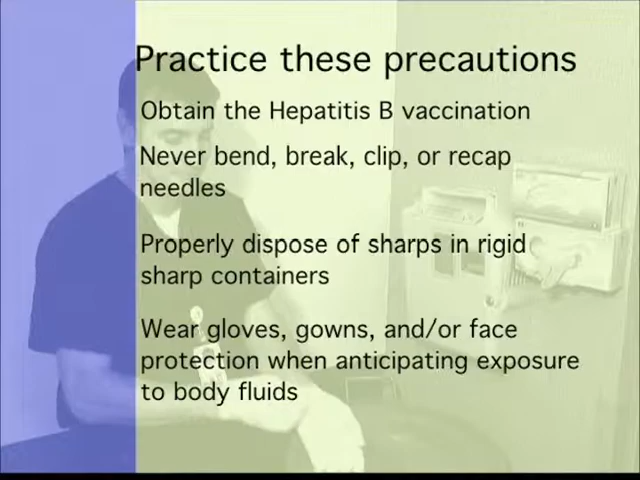 Practice these precautions
Obtain the Hepatitis B vaccination
Never bend, break, clip, or recap
needles
Properly dispose of sharps in rigid
sharp containers
Wear gloves, gowns, and/or face
protection when anticipating exposure
to body fluids